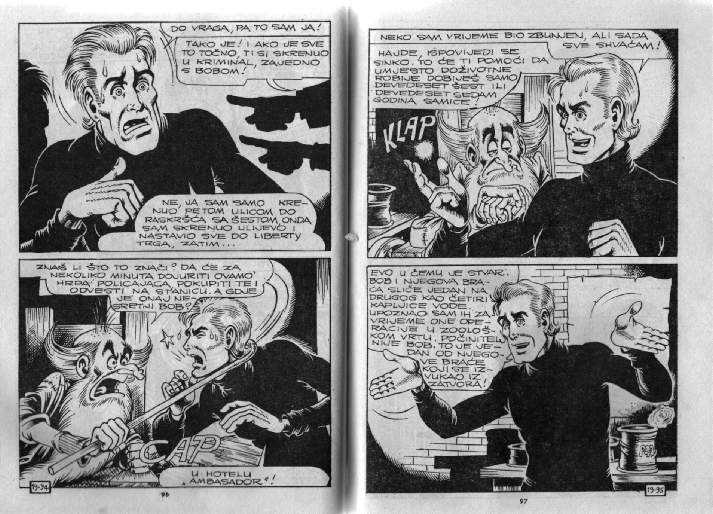 DO VRAGA, PA TO SAM JA!
TAKO JE! I AKO JE SVE
TO TOČNO, TI SI SKRENUO
U KRIMINAL, ZAJEDNO
S BOBOM!
NE, JA SAM SAMO KRE-
NUO PETOM ULICOM DO
RASKRŠĆA SA ŠESTOM, ONDA
SAM SKRENUO ULIJEVO I
NASTAVIO SVE DO LIBERTY
TRGA, ZATIM...
ZNAŠ LI ŠTO TO ZNAČI? DA ĆE ZA
NEKOLIKO MINUTA DOJURITI OVAMO
HRPA POLICAJACA, POKUPITI TE I
ODVESTI NA STANICU. A GDJE
JE ONAJ NE-
SRETNI BOB?
CAP
U HOTELU
„AMBASADOR"!
13-34
96
NEKO SAM VRIJEME BIO ZBUNJEN, ALI SADA
SVE SHVAĆAM!
HAJDE, ISPOVIJEDI SE
SINKO. TO ĆE TI POMOĆI DA
UMJESTO DOŽIVOTNE
ROBIJE DOBIJEŠ SAMO
DEVEDESET ŠEST ILI
DEVEDESET SEDAM
GODINA SAMICE!
KLAP
EVO U ČEMU JE STVAR:
BOB I NJEGOVA BRA-
ĆA SLIČE JEDAN NA
DRUGOG KAO ČETIRI
KAPLJICE VODE.
UPOZNAO SAM IH ZA
VRIJEME ONE OPE-
RACIJE U ZOOLOŠ-
KOM VRTU. POČINITELJ
NIJE BOB. TO JE JE-
DAN OD NJEGO-
VE BRAĆE
KOJI SE IZ-
VUKAO IZ
ZATVORA!
13-35
97